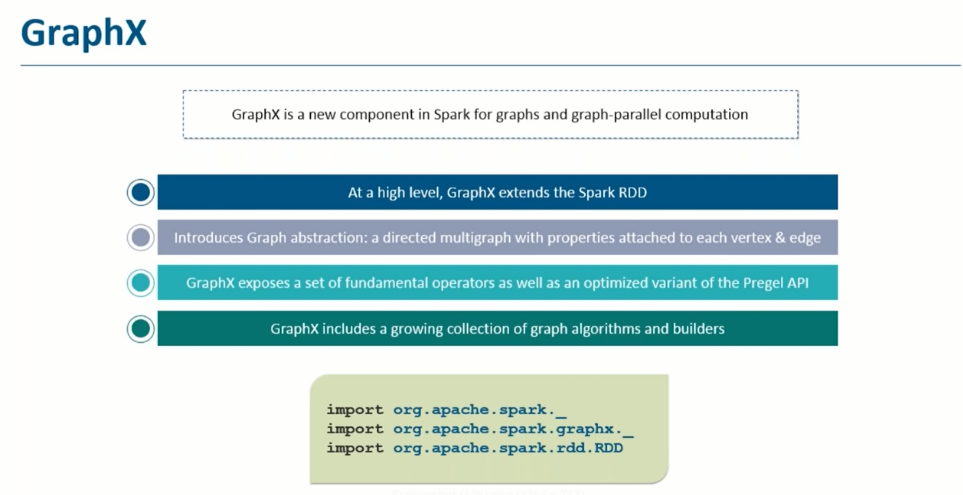 GraphX
GraphX is a new component in Spark for graphs and graph-parallel computation
At a high level, GraphX extends the Spark RDD
Introduces Graph abstraction: a directed multigraph with properties attached to each vertex & edge
GraphX exposes a set of fundamental operators as well as an optimized variant of the Pregel API
GraphX includes a growing collection of graph algorithms and builders
import org.apache.spark._
import org.apache.spark.graphx._
import org.apache.spark.rdd.RDD